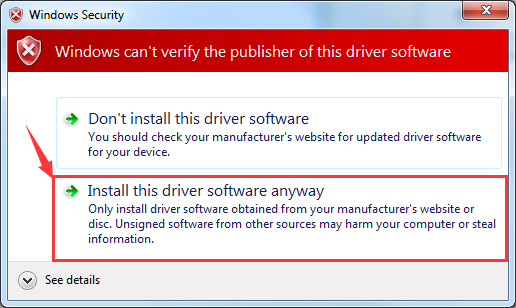 Windows Security
Windows can't verify the publisher of this driver software
Don't install this driver software
You should check your manufacturer's website for updated driver software
for your device.
Install this driver software anyway
Only install driver software obtained from your manufacturer's website or
disc. Unsigned software from other sources may harm your computer or steal
information.
See details